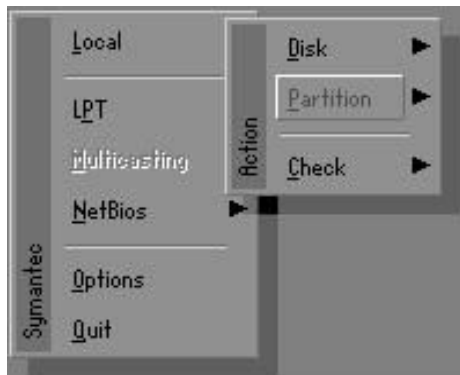 Local
LPT
Multicasting
NetBios
Options
Quit
Symantec
Disk
Partition
Check
Action